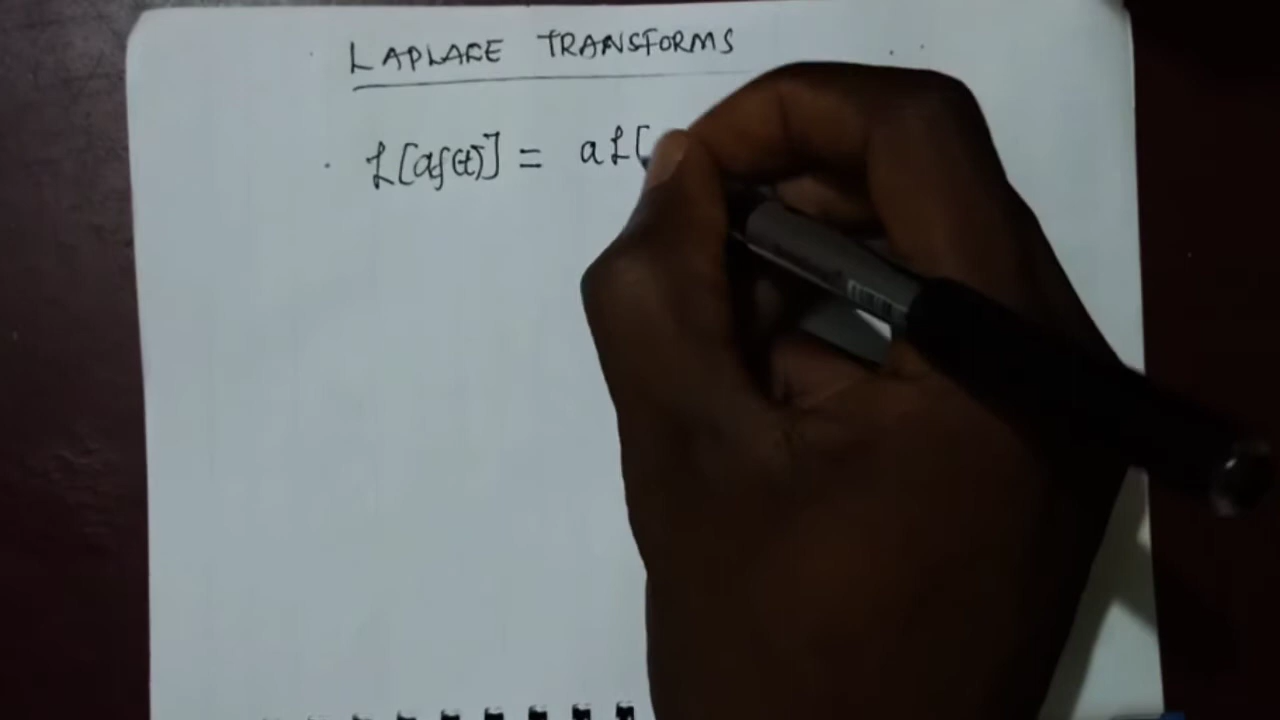 LAPLACE TRANSFORMS
ℒ[af(t)] = aℒ[